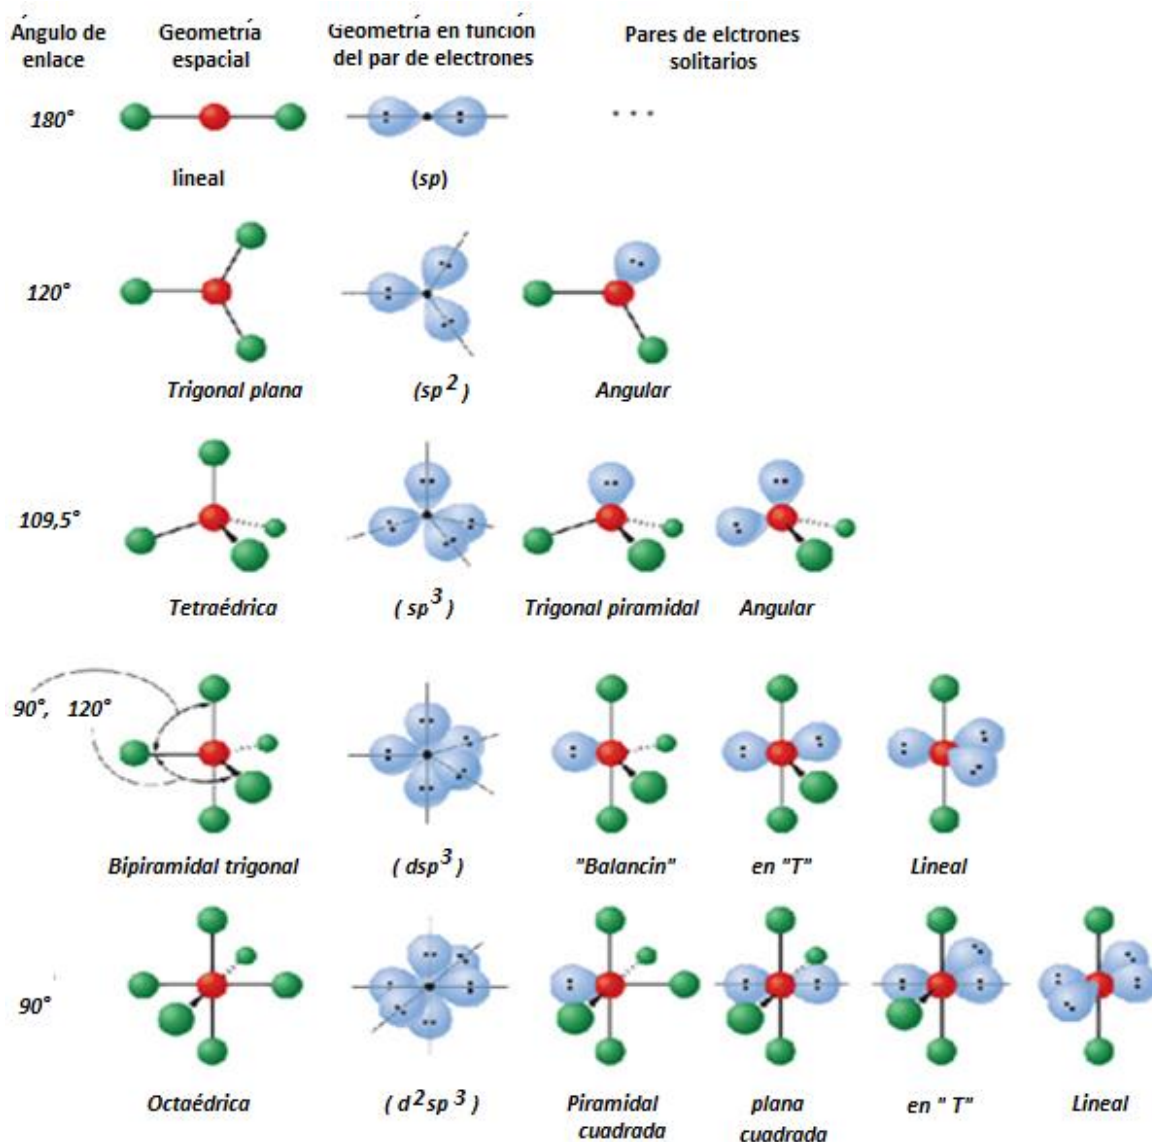 Ángulo de enlace
Geometría espacial
Geometría en función del par de electrones
Pares de elctrones solitarios
180°
lineal
(sp)
120°
Trigonal plana
(sp²)
Angular
109,5°
Tetraédrica
( sp³)
Trigonal piramidal
Angular
90°, 120°
Bipiramidal trigonal
( dsp³)
"Balancin"
en "T"
Lineal
90°
Octaédrica
( d²sp³)
Piramidal cuadrada
plana cuadrada
en " T"
Lineal